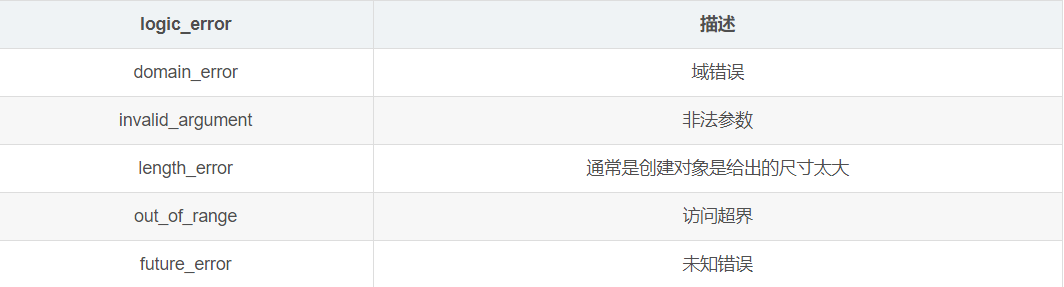 logic_error 描述
domain_error 域错误
invalid_argument 非法参数
length_error 通常是创建对象是给出的尺寸太大
out_of_range 访问超界
future_error 未知错误